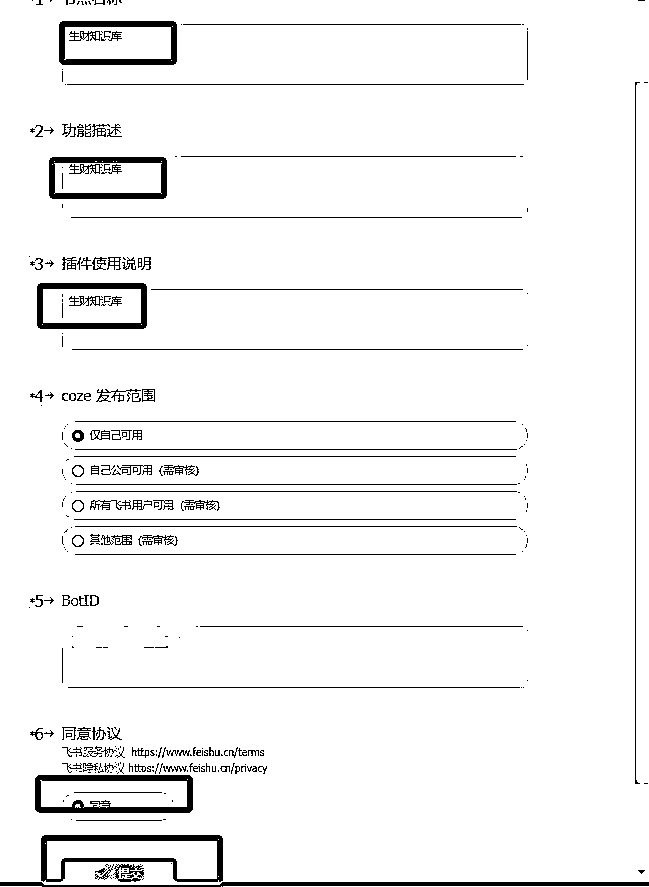 *1→ 节点名称
生财知识库
*2→ 功能描述
生财知识库
*3→ 插件使用说明
生财知识库
*4→ coze 发布范围
仅自己可用
自己公司可用 (需审核)
所有飞书用户可用 (需审核)
其他范围 (需审核)
*5→ BotID
*6→ 同意协议
飞书服务协议 https://www.feishu.cn/terms
飞书隐私协议 https://www.feishu.cn/privacy
同意
提交